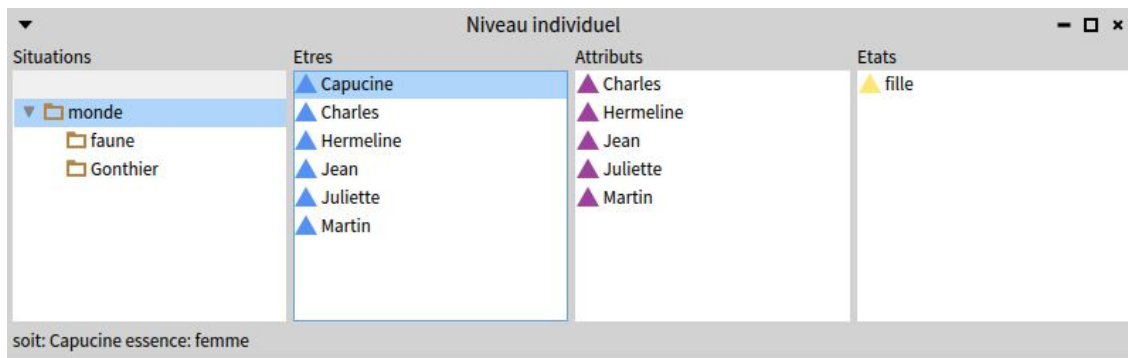 Niveau individuel
Situations
Etres
Attributs
Etats
monde
faune
Gonthier
Capucine
Charles
Hermeline
Jean
Juliette
Martin
Charles
Hermeline
Jean
Juliette
Martin
fille
soit: Capucine essence: femme